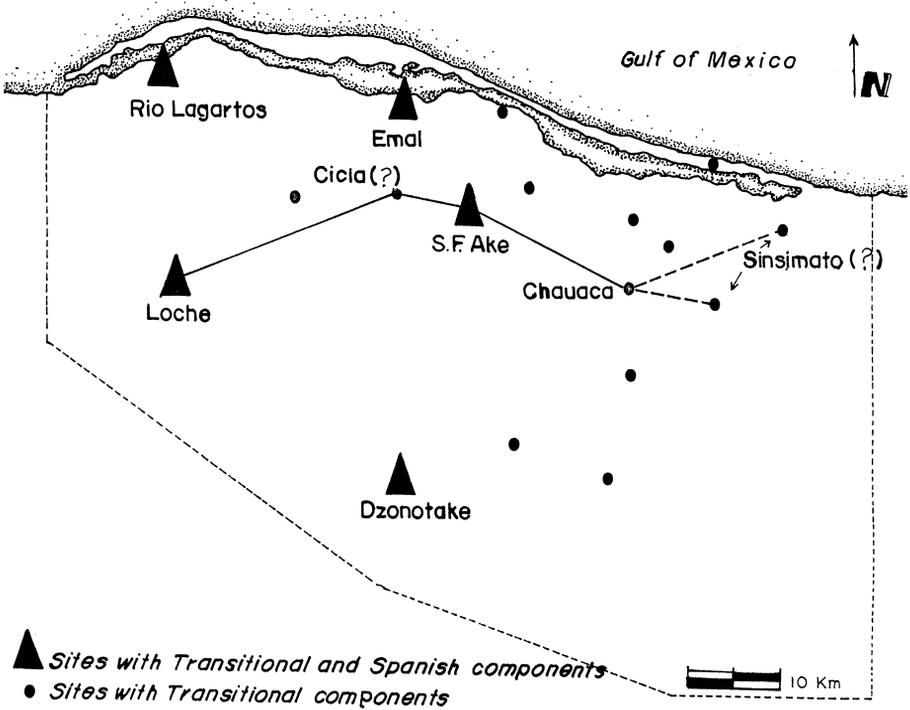 Gulf of Mexico
N
Rio Lagartos
Emal
Cicla(?)
S.F. Ake
Sinsimato (?)
Chauaca
Loche
Dzonotake
Sites with Transitional and Spanish components
10 Km
Sites with Transitional components